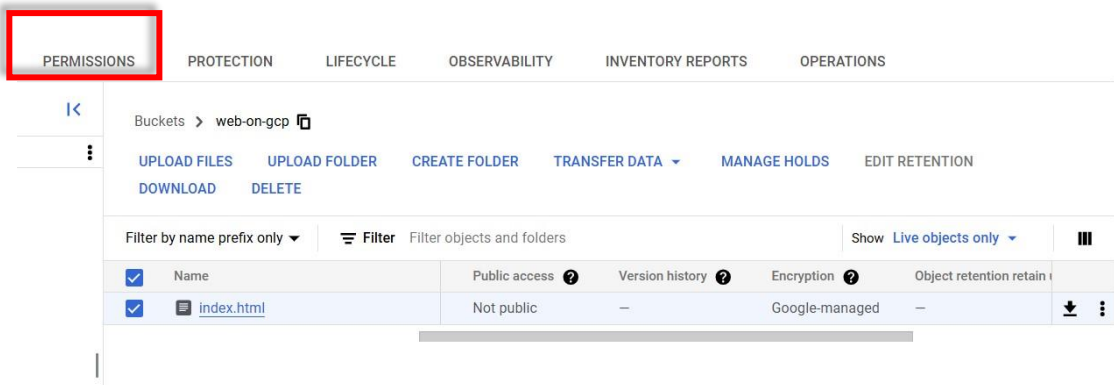 PERMISSIONS PROTECTION LIFECYCLE OBSERVABILITY INVENTORY REPORTS OPERATIONS
Buckets > web-on-gcp
UPLOAD FILES UPLOAD FOLDER CREATE FOLDER TRANSFER DATA MANAGE HOLDS EDIT RETENTION
DOWNLOAD DELETE
Filter by name prefix only Filter Filter objects and folders Show Live objects only
Name Public access Version history Encryption Object retention retain
index.html Not public — Google-managed —